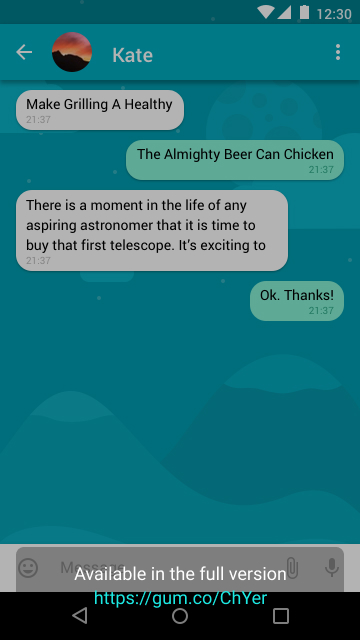 12:30
Kate
Make Grilling A Healthy
21:37
The Almighty Beer Can Chicken
21:37
There is a moment in the life of any
aspiring astronomer that it is time to
buy that first telescope. It's exciting to
21:37
Ok. Thanks!
21:37
Message
Available in the full version
https://gum.co/ChYer